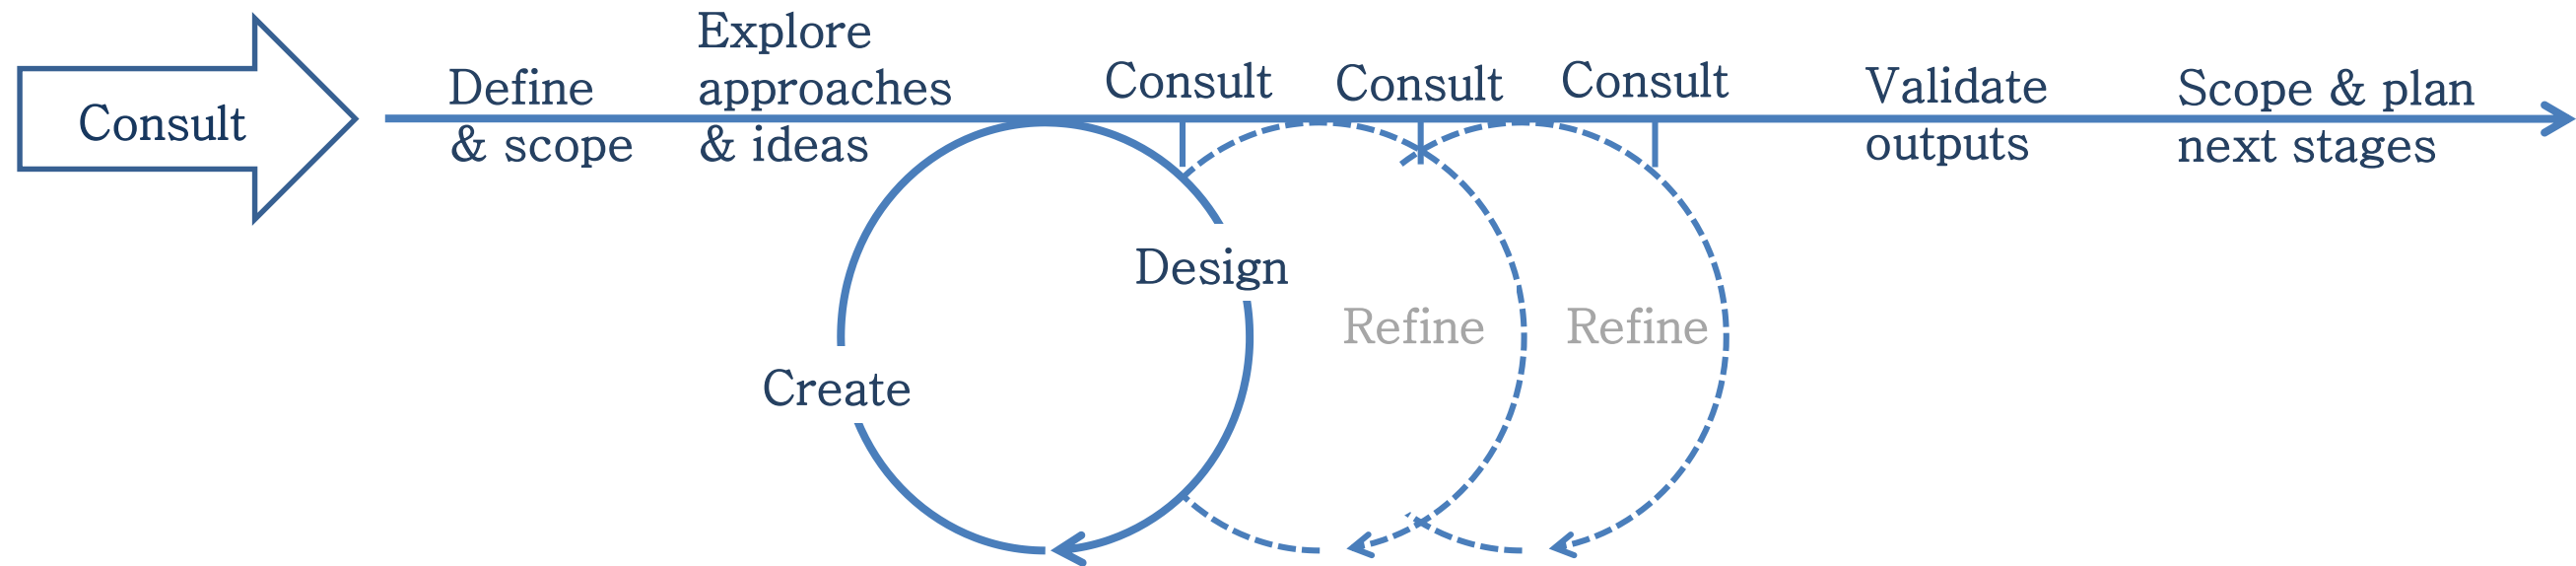 Consult
Define
& scope
Explore
approaches
& ideas
Consult
Consult
Consult
Validate
outputs
Scope & plan
next stages
Design
Refine
Refine
Create